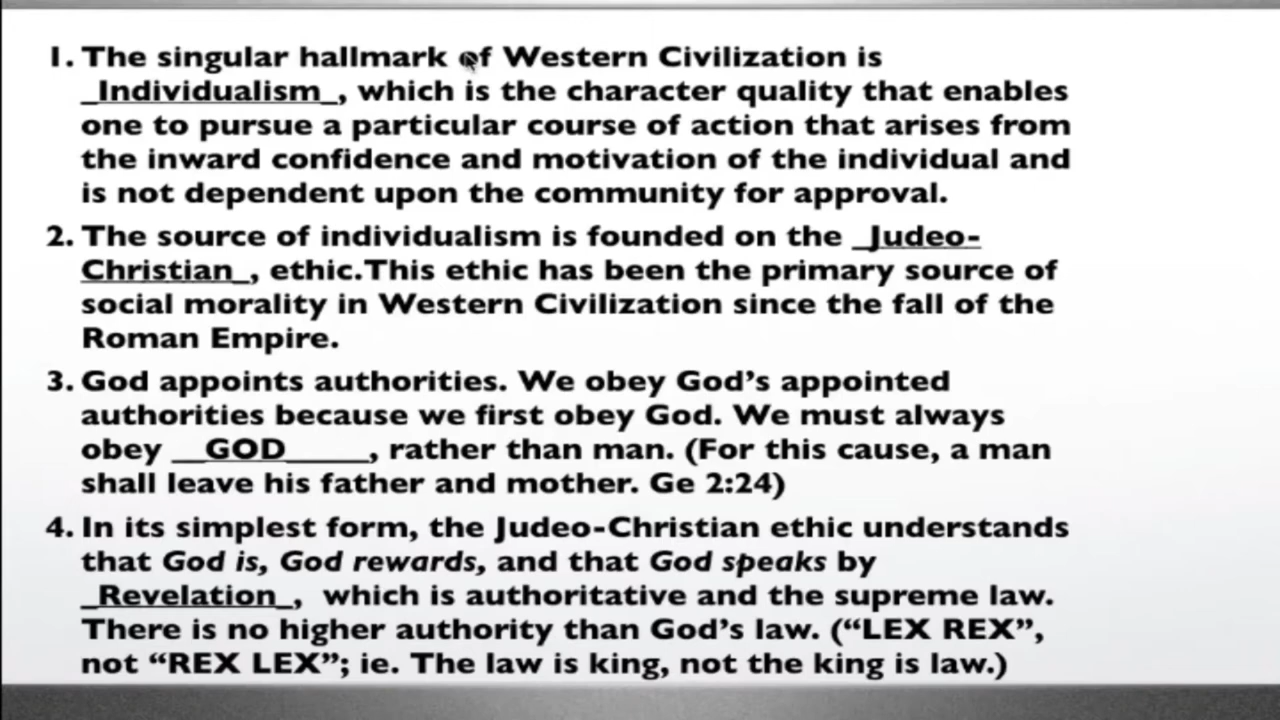 1. The singular hallmark of Western Civilization is
_Individualism_, which is the character quality that enables
one to pursue a particular course of action that arises from
the inward confidence and motivation of the individual and
is not dependent upon the community for approval.
2. The source of individualism is founded on the _Judeo-
Christian_, ethic.This ethic has been the primary source of
social morality in Western Civilization since the fall of the
Roman Empire.
3. God appoints authorities. We obey God’s appointed
authorities because we first obey God. We must always
obey __GOD_____, rather than man. (For this cause, a man
shall leave his father and mother. Ge 2:24)
4. In its simplest form, the Judeo-Christian ethic understands
that God is, God rewards, and that God speaks by
_Revelation_, which is authoritative and the supreme law.
There is no higher authority than God’s law. (“LEX REX”,
not “REX LEX”; ie. The law is king, not the king is law.)